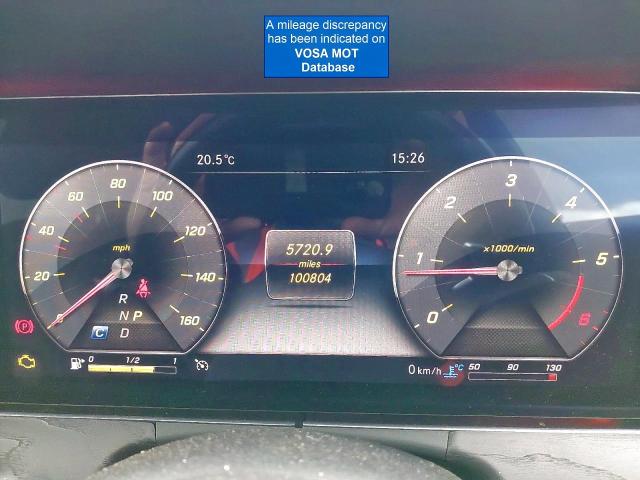 A mileage discrepancy
has been indicated on
VOSA MOT
Database
20.5°C
15:26
80
60
100
40
120
mph
20
140
160
R
N P
C D
P
0 1/2 1
5720.9
miles
100804
3
2
4
x1000/min
1
5
0
6
0 km/h
°C
50 90 130